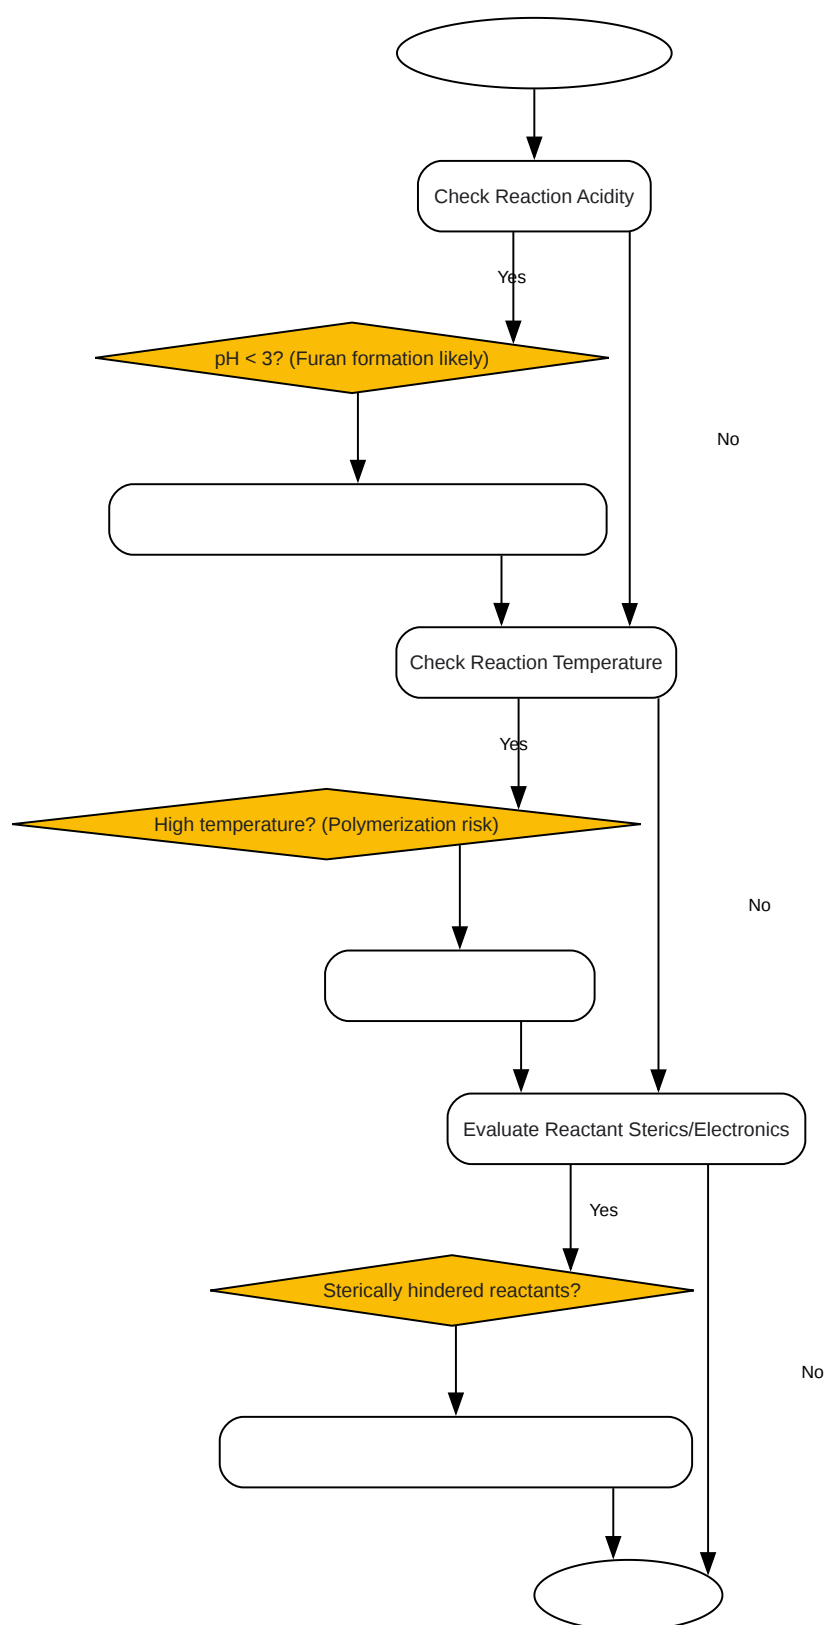 Check Reaction Acidity
Yes
pH < 3? (Furan formation likely)
No
Check Reaction Temperature
Yes
High temperature? (Polymerization risk)
No
Evaluate Reactant Sterics/Electronics
Yes
Sterically hindered reactants?
No